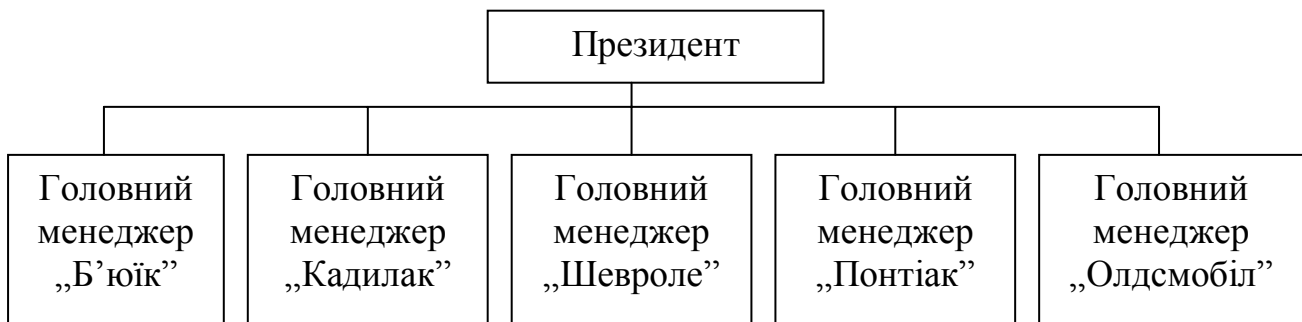 Президент
Головний
менеджер
„Б’юїк”
Головний
менеджер
„Кадилак”
Головний
менеджер
„Шевроле”
Головний
менеджер
„Понтіак”
Головний
менеджер
„Олдсмобіл”